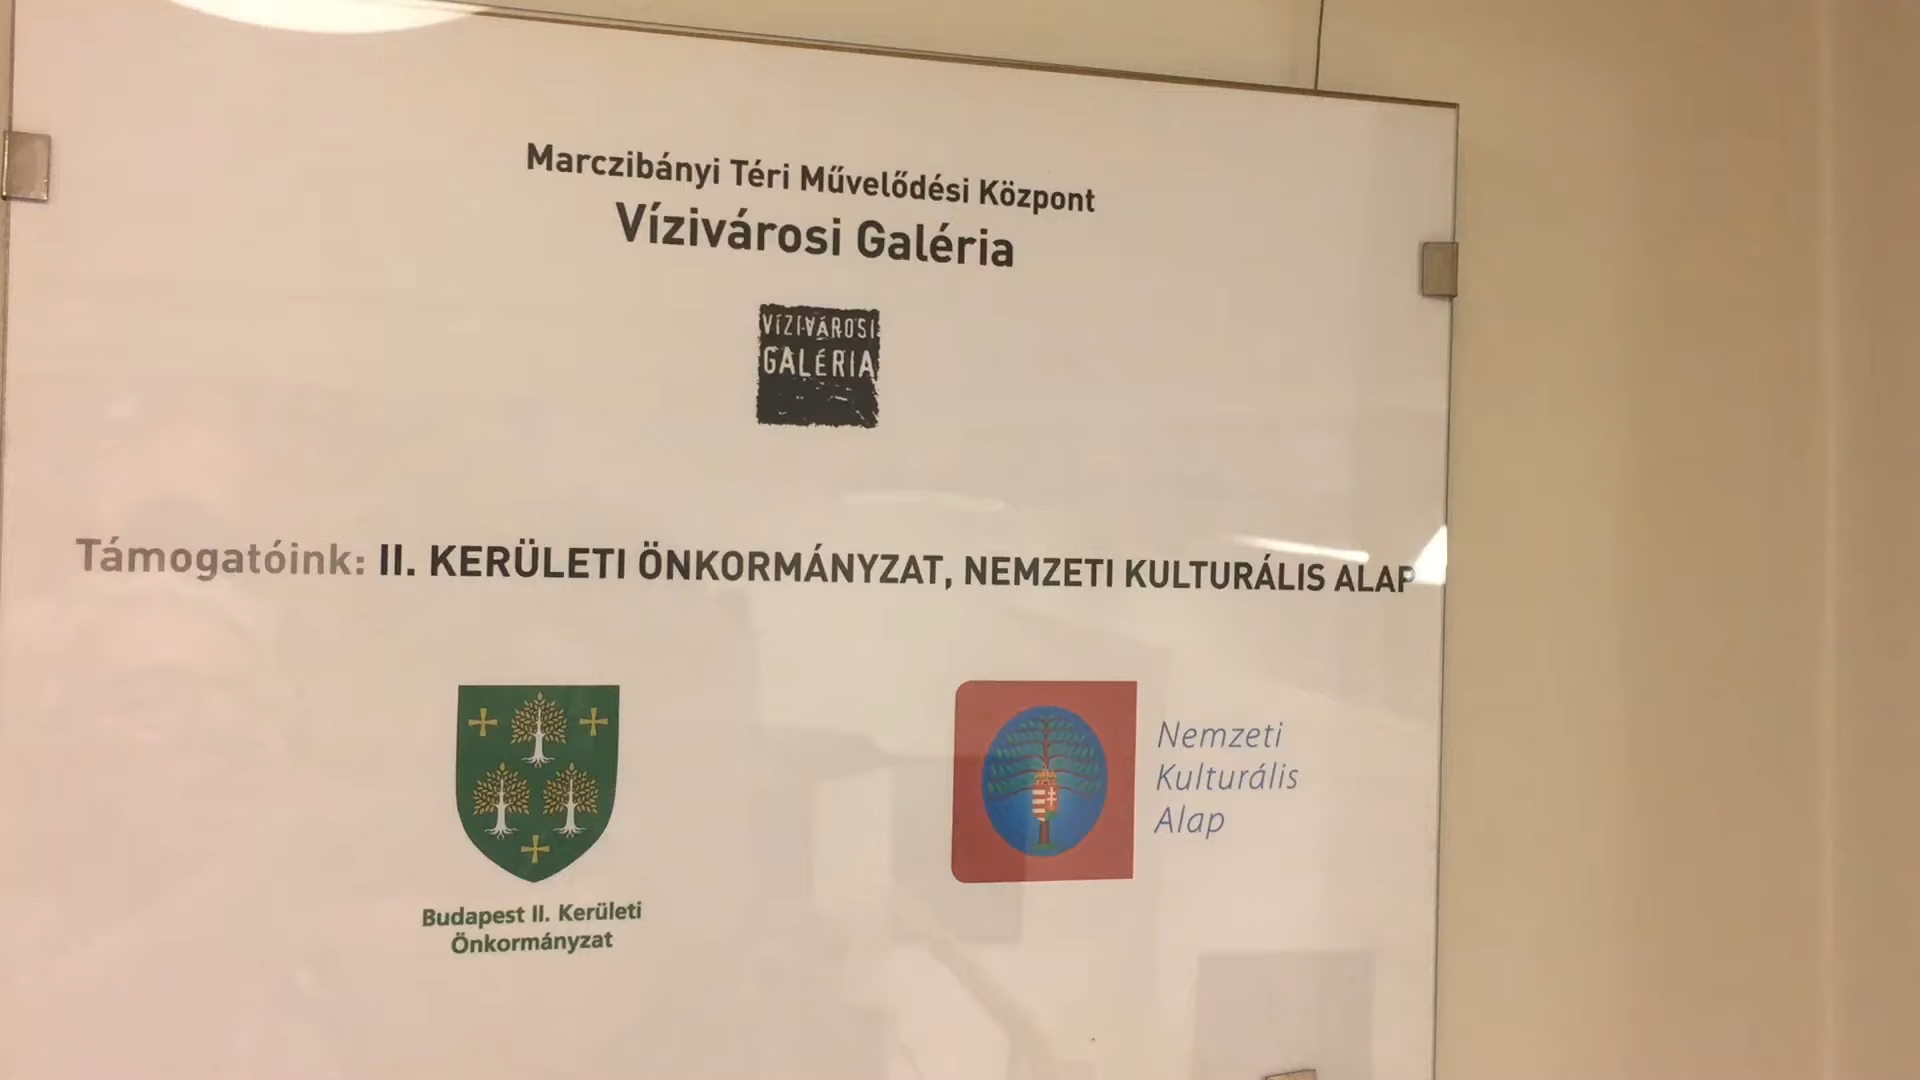 Marczibányi Téri Művelődési Központ
Vízivárosi Galéria
VÍZIVÁROSI
GALÉRIA
Támogatóink: II. KERÜLETI ÖNKORMÁNYZAT, NEMZETI KULTURÁLIS ALAP
Budapest II. Kerületi
Önkormányzat
Nemzeti
Kulturális
Alap